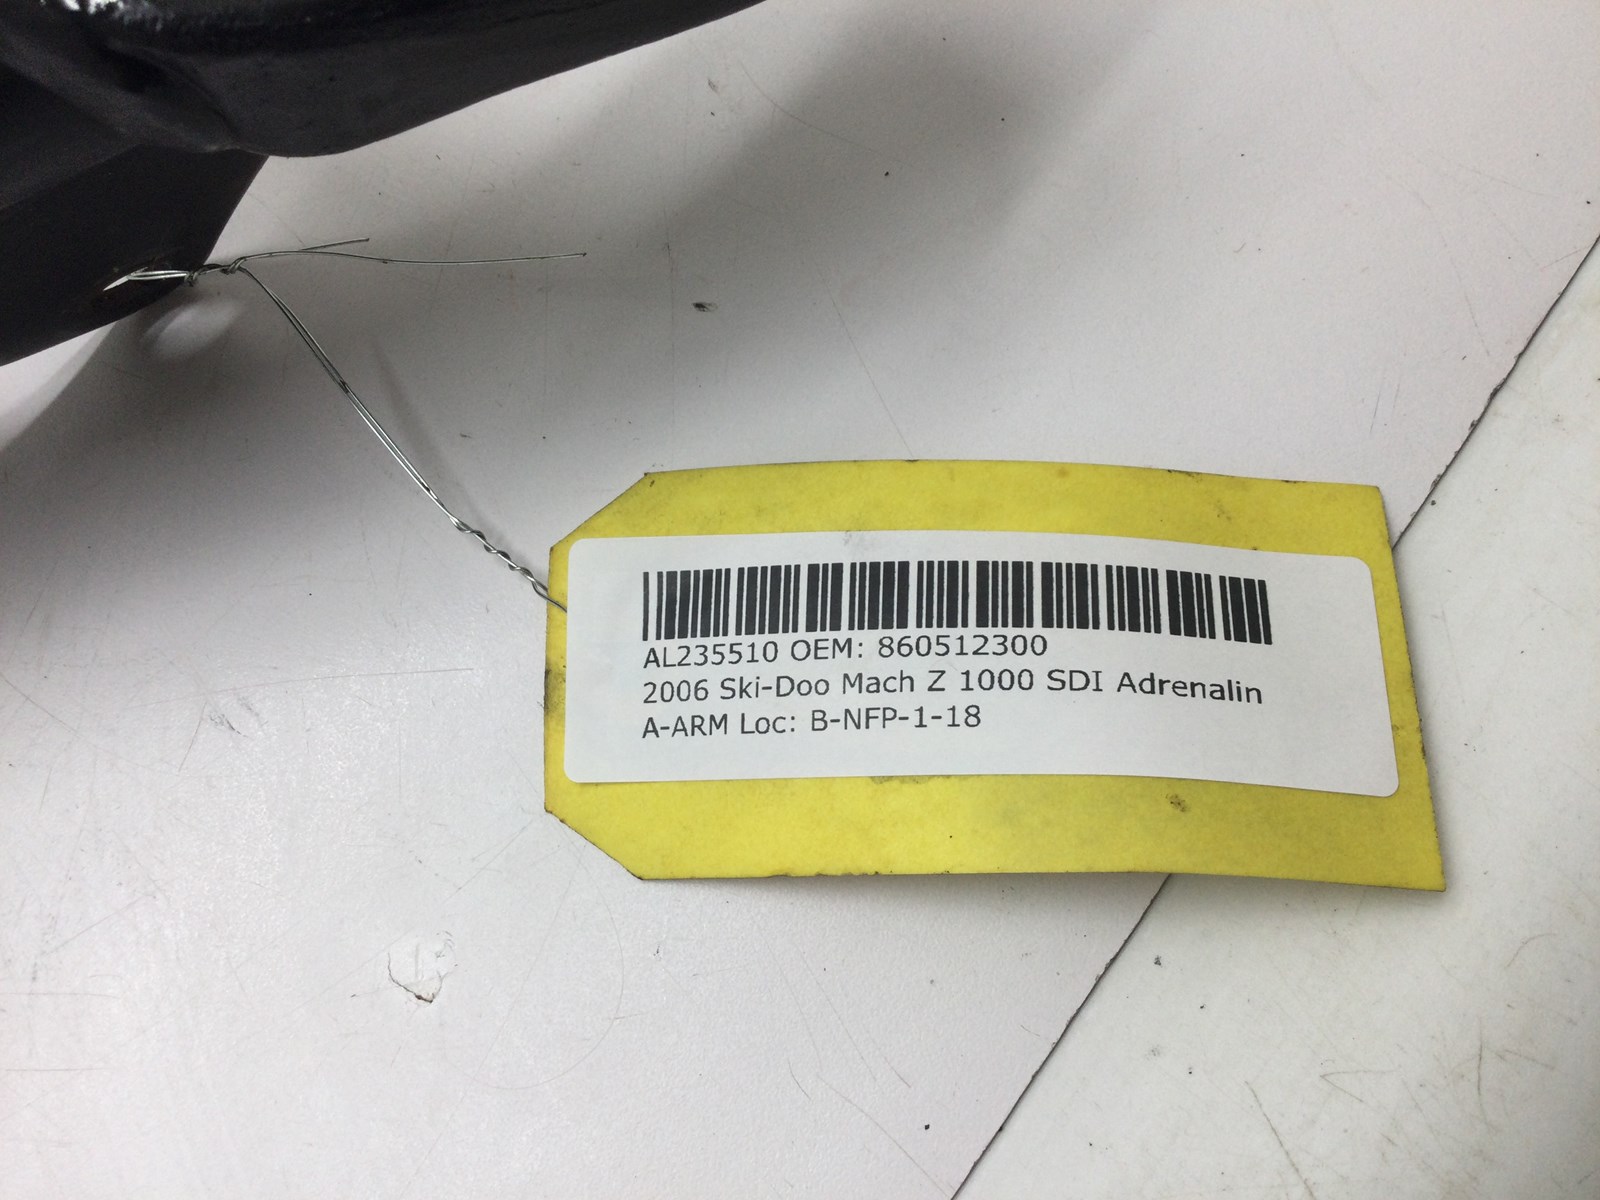 AL235510 OEM: 860512300
2006 Ski-Doo Mach Z 1000 SDI Adrenalin
A-ARM Loc: B-NFP-1-18